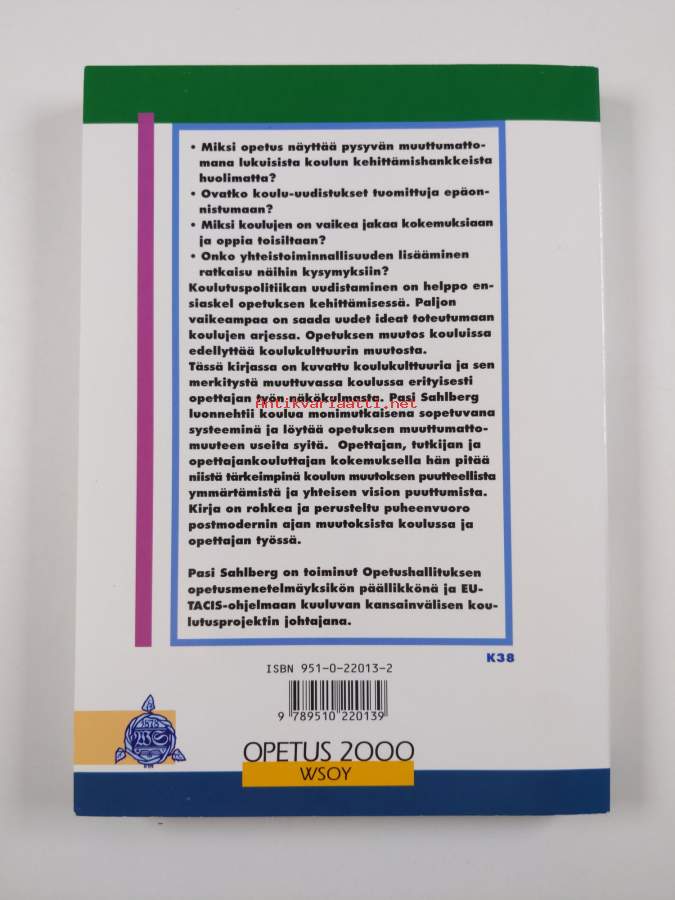 • Miksi opetus näyttää pysyvän muuttumatto-
mana lukuisista koulun kehittämishankkeista
huolimatta?
• Ovatko koulu-uudistukset tuomittuja epäon-
nistumaan?
• Miksi koulujen on vaikea jakaa kokemuksiaan
ja oppia toisiltaan?
• Onko yhteistoiminnallisuuden lisääminen
ratkaisu näihin kysymyksiin?
Koulutuspolitiikan uudistaminen on helppo en-
siaskel opetuksen kehittämisessä. Paljon
vaikeampaa on saada uudet ideat toteutumaan
koulujen arjessa. Opetuksen muutos kouluissa
edellyttää koulukulttuurin muutosta.
Tässä kirjassa on kuvattu koulukulttuuria ja sen
merkitystä muuttuvassa koulussa erityisesti
opettajan työn näkökulmasta. Pasi Sahlberg
Antikvariaatti.net
luonnehtii koulua monimutkaisena sopetuvana
systeeminä ja löytää opetuksen muuttumatto-
muuteen useita syitä. Opettajan, tutkijan ja
opettajankouluttajan kokemuksella hän pitää
niistä tärkeimpinä koulun muutoksen puutteellista
ymmärtämistä ja yhteisen vision puuttumista.
Kirja on rohkea ja perusteltu puheenvuoro
postmodernin ajan muutoksista koulussa ja
opettajan työssä.
Pasi Sahlberg on toiminut Opetushallituksen
opetusmenetelmäyksikön päällikkönä ja EU-
TACIS-ohjelmaan kuuluvan kansainvälisen kou-
lutusprojektin johtajana.
K38
ISBN 951-0-22013-2
9 789510 220139
1878
WS
OPETUS 2000
WSOY